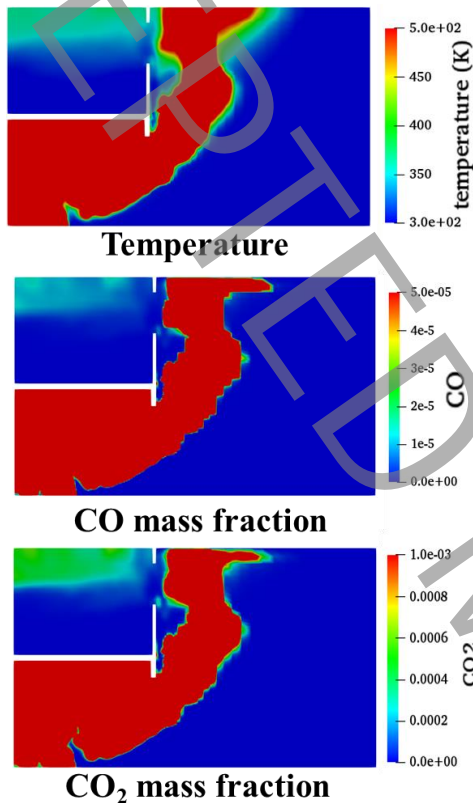 5.0e+02
450
400
350
3.0e+02
temperature (K)
Temperature
5.0e-05
4e-5
3e-5
2e-5
1e-5
0.0e+00
CO
CO mass fraction
1.0e-03
0.0008
0.0006
0.0004
0.0002
0.0e+00
CO2
CO₂ mass fraction